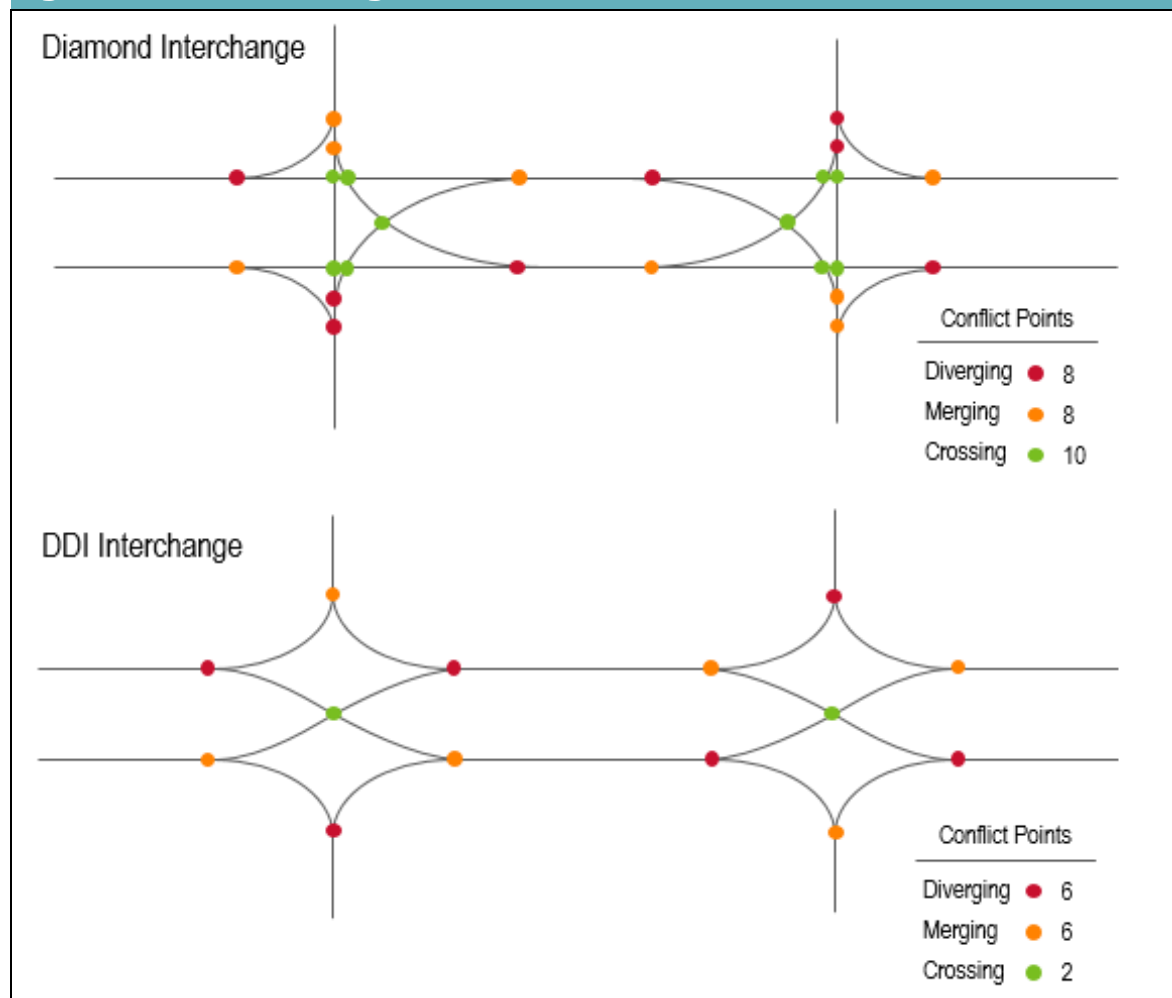 Diamond Interchange
Conflict Points
Diverging 8
Merging 8
Crossing 10
DDI Interchange
Conflict Points
Diverging 6
Merging 6
Crossing 2